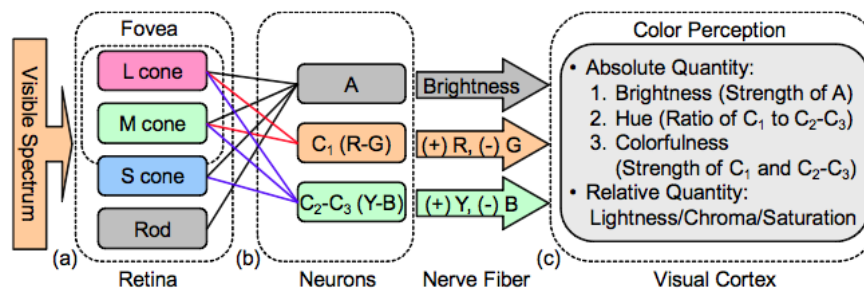 Fovea
Color Perception
Visible Spectrum
L cone
M cone
S cone
Rod
A
C₁ (R-G)
C₂-C₃ (Y-B)
Brightness
(+) R, (-) G
(+) Y, (-) B
• Absolute Quantity:
1. Brightness (Strength of A)
2. Hue (Ratio of C₁ to C₂-C₃)
3. Colorfulness
(Strength of C₁ and C₂-C₃)
• Relative Quantity:
Lightness/Chroma/Saturation
(a)
(b)
(c)
Retina
Neurons
Nerve Fiber
Visual Cortex